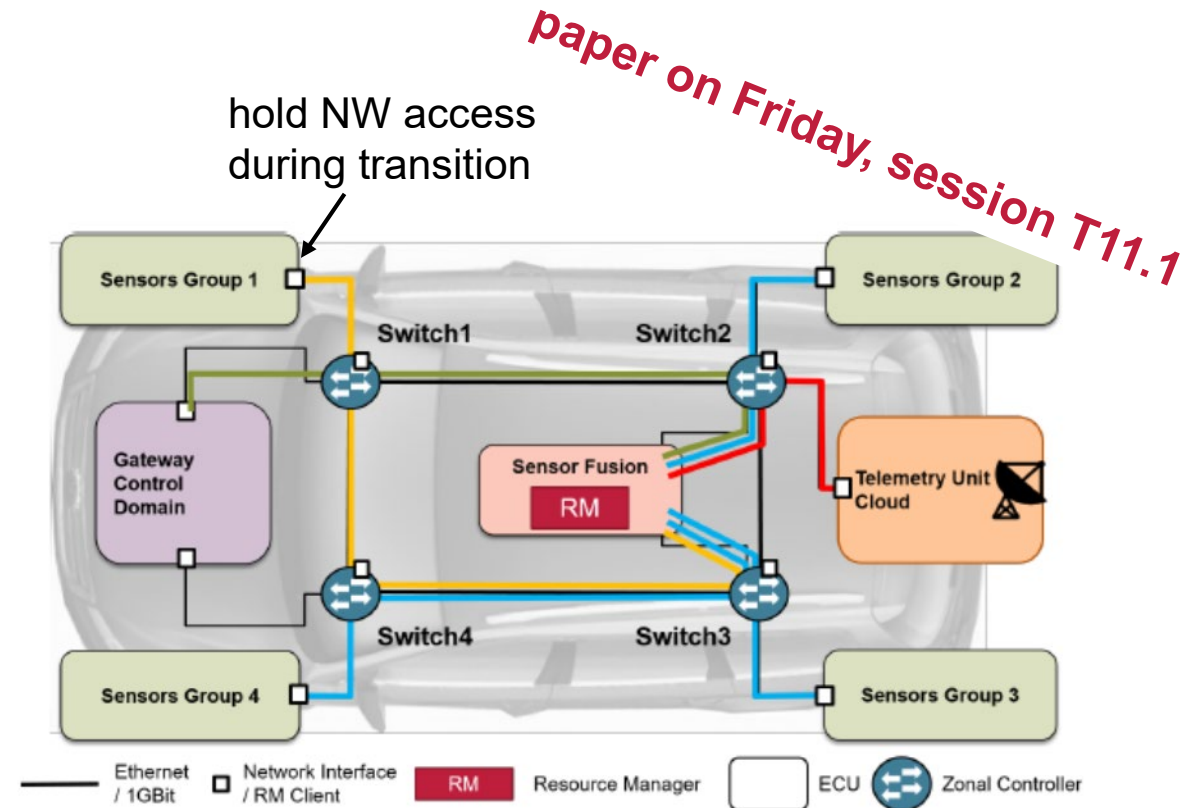 paper on Friday, session T11.1
hold NW access
during transition
Sensors Group 1
Sensors Group 2
Switch1
Switch2
Gateway
Control
Domain
Sensor Fusion
RM
Telemetry Unit
Cloud
Switch4
Switch3
Sensors Group 4
Sensors Group 3
Ethernet
/ 1GBit
Network Interface
/ RM Client
RM
Resource Manager
ECU
Zonal Controller